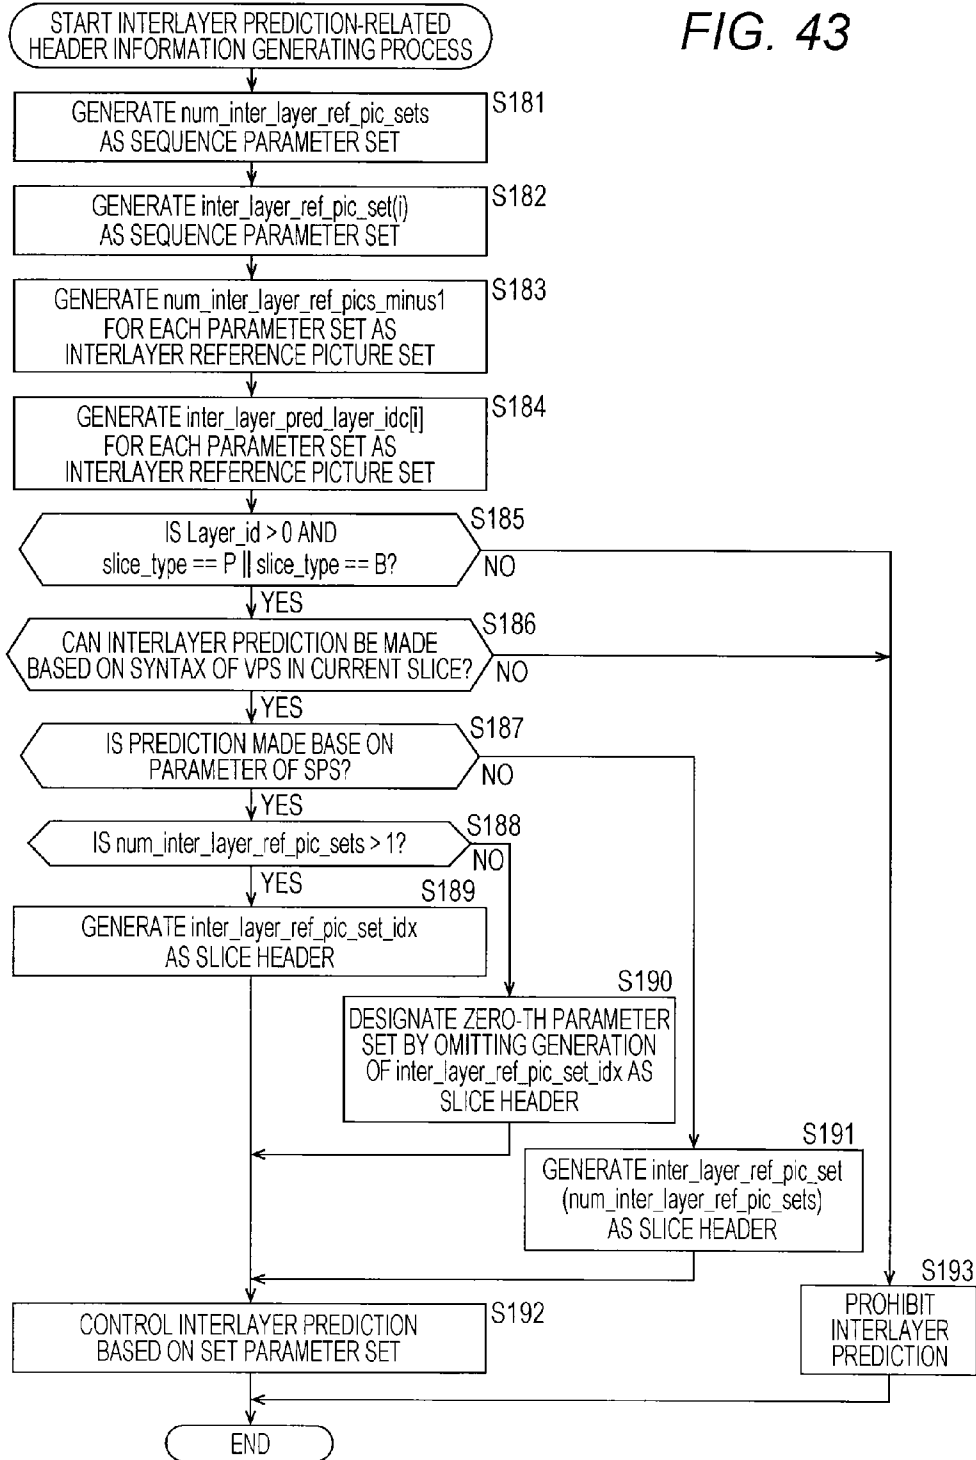 FIG. 43
START INTERLAYER PREDICTION-RELATED
HEADER INFORMATION GENERATING PROCESS
S181
GENERATE num_inter_layer_ref_pic_sets
AS SEQUENCE PARAMETER SET
S182
GENERATE inter_layer_ref_pic_set(i)
AS SEQUENCE PARAMETER SET
S183
GENERATE num_inter_layer_ref_pics_minus1
FOR EACH PARAMETER SET AS
INTERLAYER REFERENCE PICTURE SET
S184
GENERATE inter_layer_pred_layer_idc[i]
FOR EACH PARAMETER SET AS
INTERLAYER REFERENCE PICTURE SET
S185
IS Layer_id > 0 AND
slice_type == P || slice_type == B?
NO
YES
S186
CAN INTERLAYER PREDICTION BE MADE
BASED ON SYNTAX OF VPS IN CURRENT SLICE?
NO
YES
S187
IS PREDICTION MADE BASE ON
PARAMETER OF SPS?
NO
YES
S188
IS num_inter_layer_ref_pic_sets > 1?
NO
YES
S189
GENERATE inter_layer_ref_pic_set_idx
AS SLICE HEADER
S190
DESIGNATE ZERO-TH PARAMETER
SET BY OMITTING GENERATION
OF inter_layer_ref_pic_set_idx AS
SLICE HEADER
S191
GENERATE inter_layer_ref_pic_set
(num_inter_layer_ref_pic_sets)
AS SLICE HEADER
S192
CONTROL INTERLAYER PREDICTION
BASED ON SET PARAMETER SET
S193
PROHIBIT
INTERLAYER
PREDICTION
END